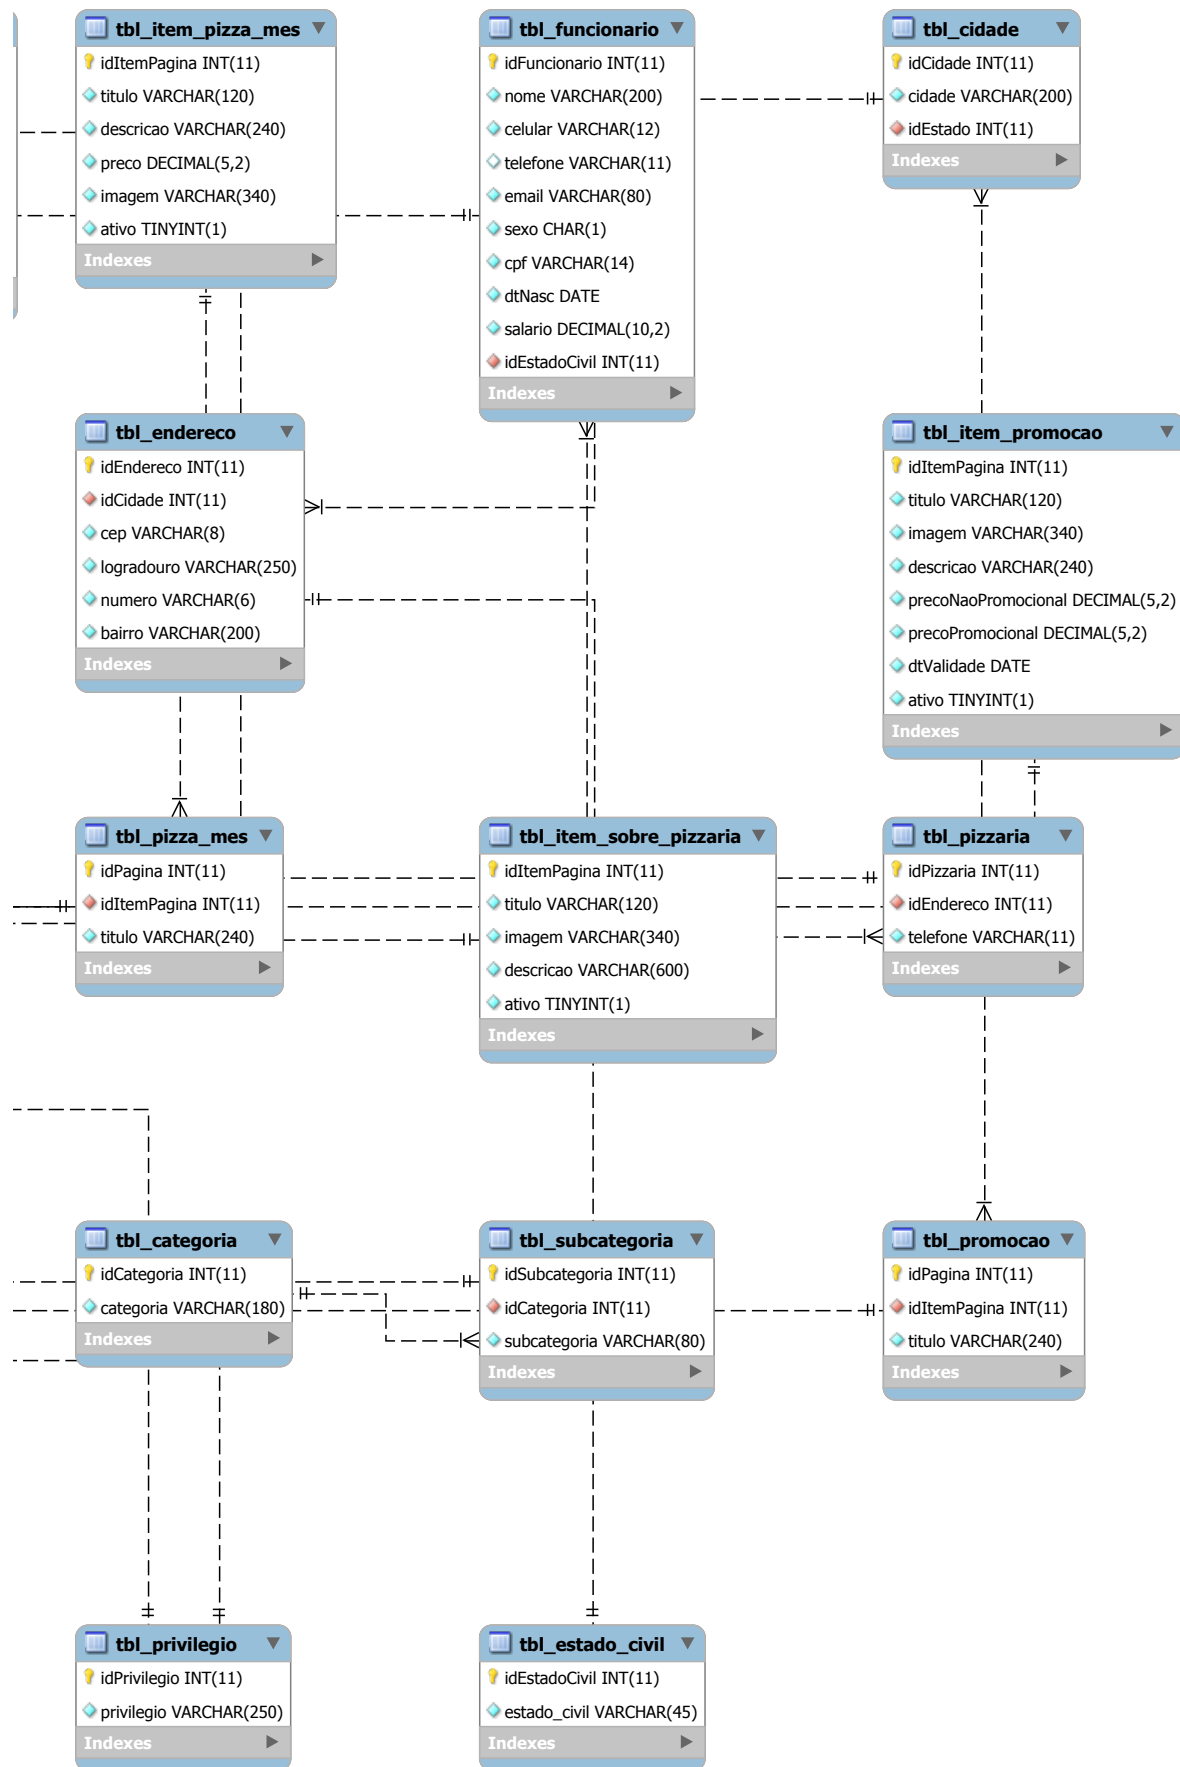 tbl_item_pizza_mes
idItemPagina INT(11)
titulo VARCHAR(120)
descricao VARCHAR(240)
preco DECIMAL(5,2)
imagem VARCHAR(340)
ativo TINYINT(1)
Indexes
tbl_funcionario
idFuncionario INT(11)
nome VARCHAR(200)
celular VARCHAR(12)
telefone VARCHAR(11)
email VARCHAR(80)
sexo CHAR(1)
cpf VARCHAR(14)
dtNasc DATE
salario DECIMAL(10,2)
idEstadoCivil INT(11)
Indexes
tbl_cidade
idCidade INT(11)
cidade VARCHAR(200)
idEstado INT(11)
Indexes
tbl_endereco
idEndereco INT(11)
idCidade INT(11)
cep VARCHAR(8)
logradouro VARCHAR(250)
numero VARCHAR(6)
bairro VARCHAR(200)
Indexes
tbl_item_promocao
idItemPagina INT(11)
titulo VARCHAR(120)
imagem VARCHAR(340)
descricao VARCHAR(240)
precoNaoPromocional DECIMAL(5,2)
precoPromocional DECIMAL(5,2)
dtValidade DATE
ativo TINYINT(1)
Indexes
tbl_pizza_mes
idPagina INT(11)
idItemPagina INT(11)
titulo VARCHAR(240)
Indexes
tbl_item_sobre_pizzaria
idItemPagina INT(11)
titulo VARCHAR(120)
imagem VARCHAR(340)
descricao VARCHAR(600)
ativo TINYINT(1)
Indexes
tbl_pizzaria
idPizzaria INT(11)
idEndereco INT(11)
telefone VARCHAR(11)
Indexes
tbl_categoria
idCategoria INT(11)
categoria VARCHAR(180)
Indexes
tbl_subcategoria
idSubcategoria INT(11)
idCategoria INT(11)
subcategoria VARCHAR(80)
Indexes
tbl_promocao
idPagina INT(11)
idItemPagina INT(11)
titulo VARCHAR(240)
Indexes
tbl_privilegio
idPrivilegio INT(11)
privilegio VARCHAR(250)
Indexes
tbl_estado_civil
idEstadoCivil INT(11)
estado_civil VARCHAR(45)
Indexes